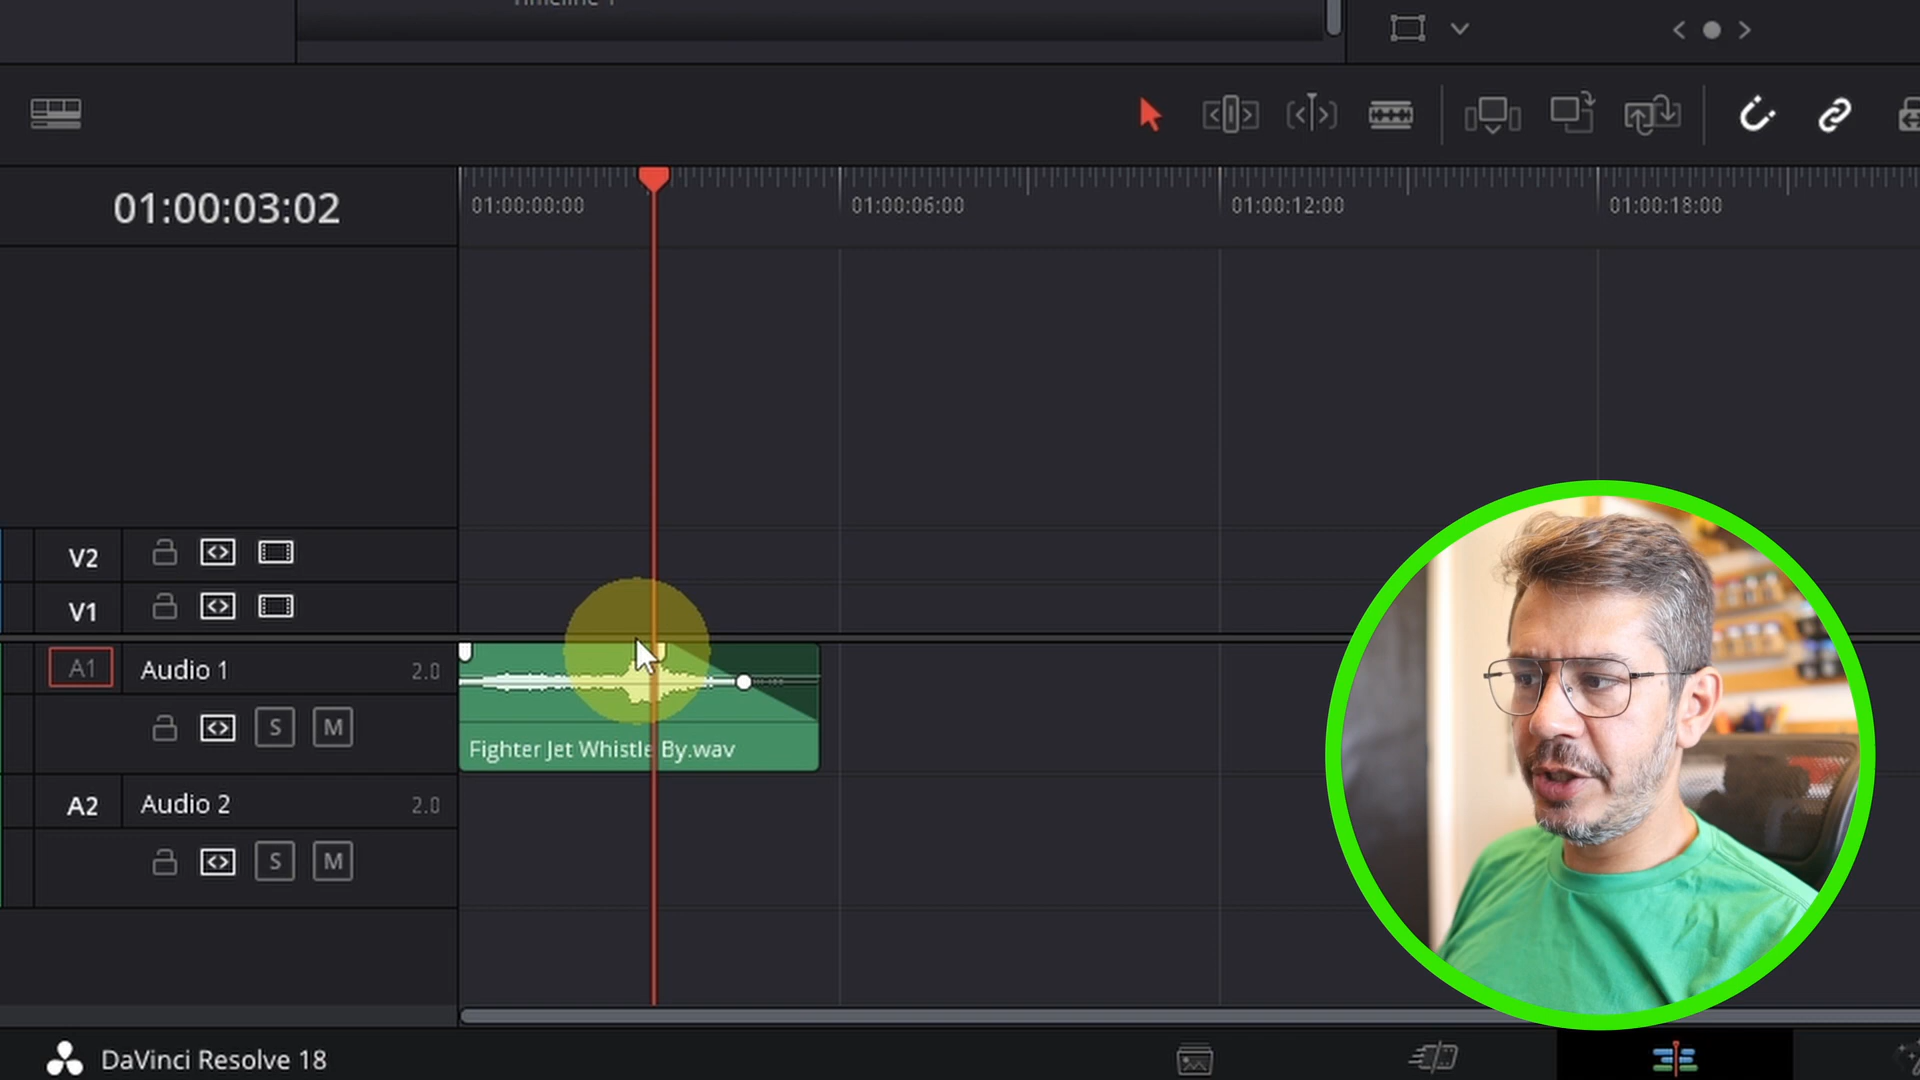 01:00:03:02
01:00:00:00
01:00:06:00
01:00:12:00
01:00:18:00
V2
V1
A1 Audio 1 2.0
S M
Fighter Jet Whistle By.wav
A2 Audio 2 2.0
S M
DaVinci Resolve 18